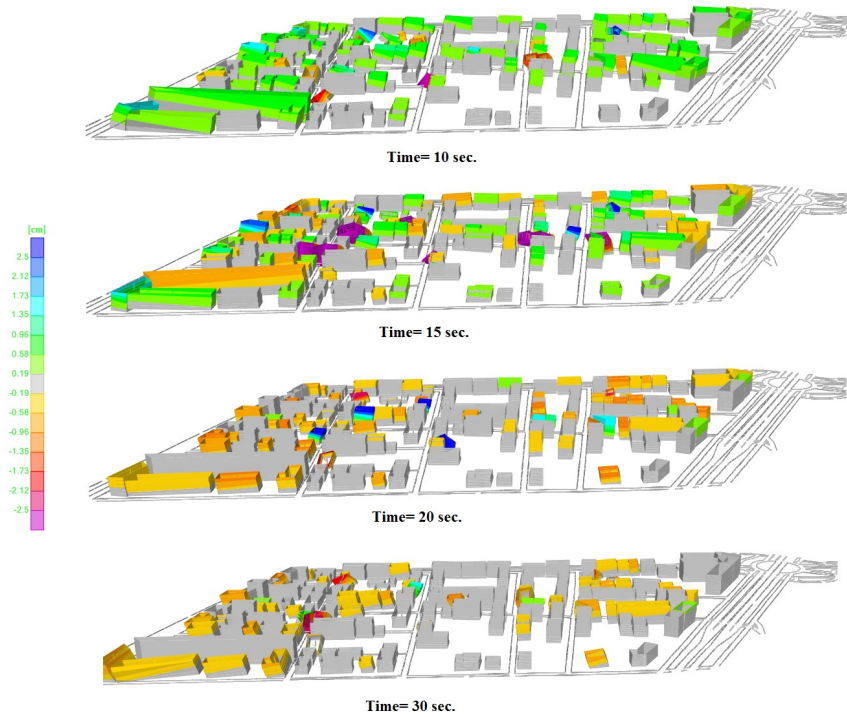 Time= 10 sec.
[cm]
2.5
2.12
1.73
1.35
0.96
0.58
0.19
-0.19
-0.58
-0.96
-1.35
-1.73
-2.12
-2.5
Time= 15 sec.
Time= 20 sec.
Time= 30 sec.